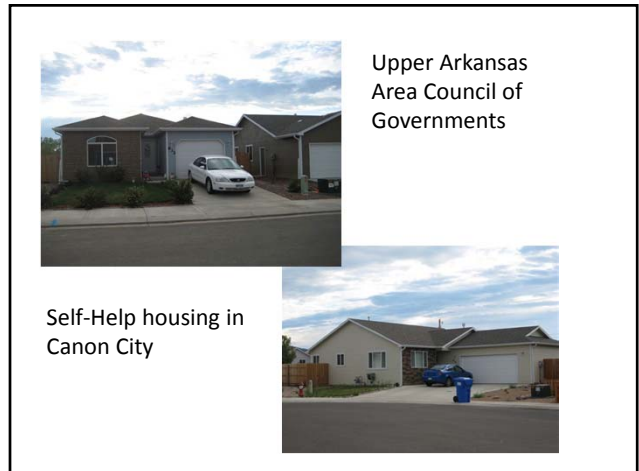 Upper Arkansas
Area Council of
Governments
Self-Help housing in
Canon City